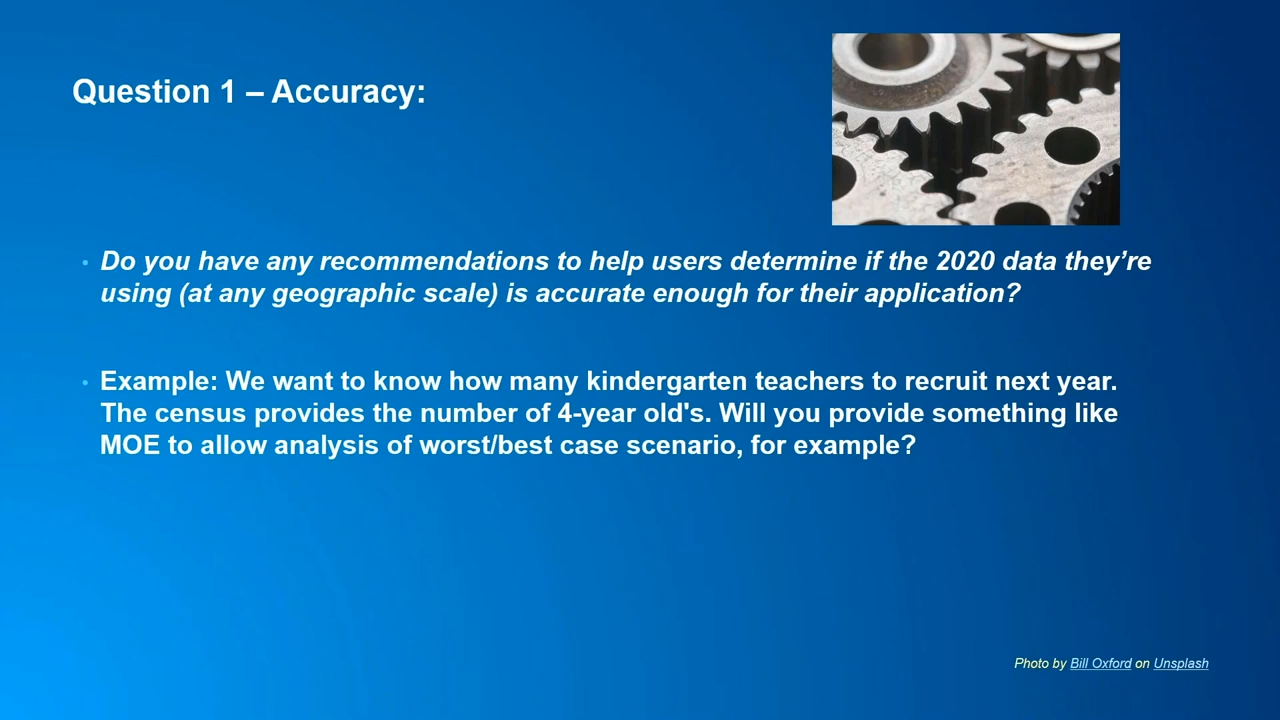 Question 1 – Accuracy:
• Do you have any recommendations to help users determine if the 2020 data they’re
using (at any geographic scale) is accurate enough for their application?
• Example: We want to know how many kindergarten teachers to recruit next year.
The census provides the number of 4-year old's. Will you provide something like
MOE to allow analysis of worst/best case scenario, for example?
Photo by Bill Oxford on Unsplash